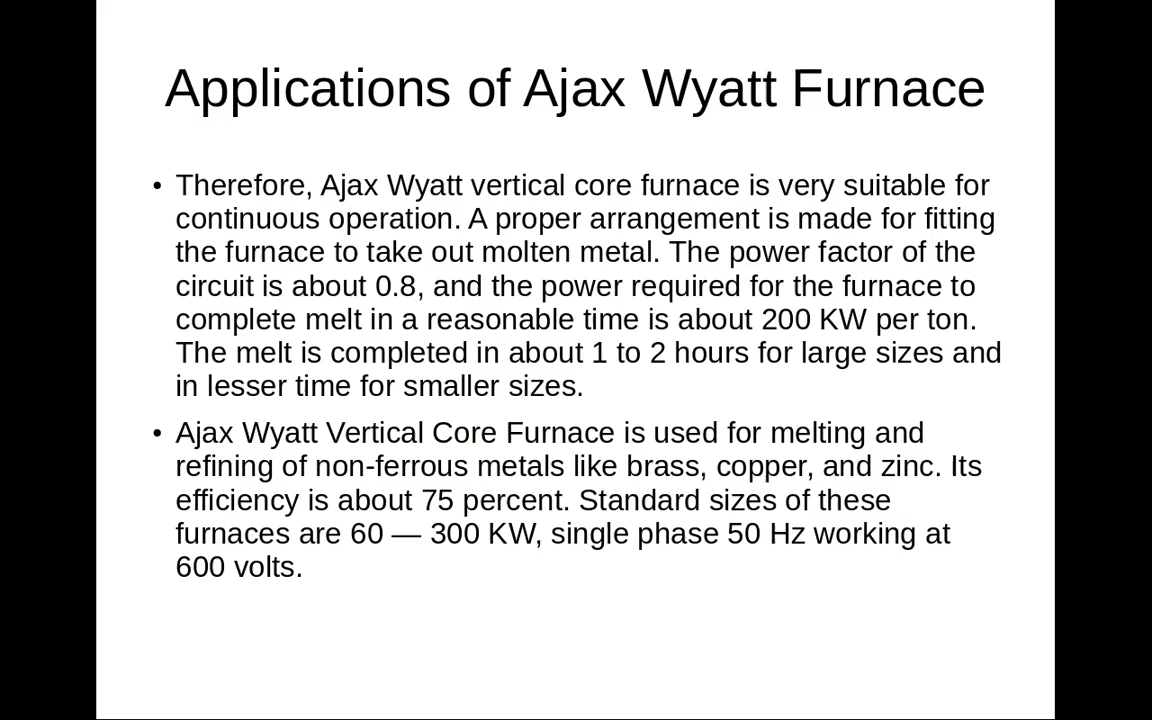 Applications of Ajax Wyatt Furnace
• Therefore, Ajax Wyatt vertical core furnace is very suitable for
continuous operation. A proper arrangement is made for fitting
the furnace to take out molten metal. The power factor of the
circuit is about 0.8, and the power required for the furnace to
complete melt in a reasonable time is about 200 KW per ton.
The melt is completed in about 1 to 2 hours for large sizes and
in lesser time for smaller sizes.
• Ajax Wyatt Vertical Core Furnace is used for melting and
refining of non-ferrous metals like brass, copper, and zinc. Its
efficiency is about 75 percent. Standard sizes of these
furnaces are 60 — 300 KW, single phase 50 Hz working at
600 volts.